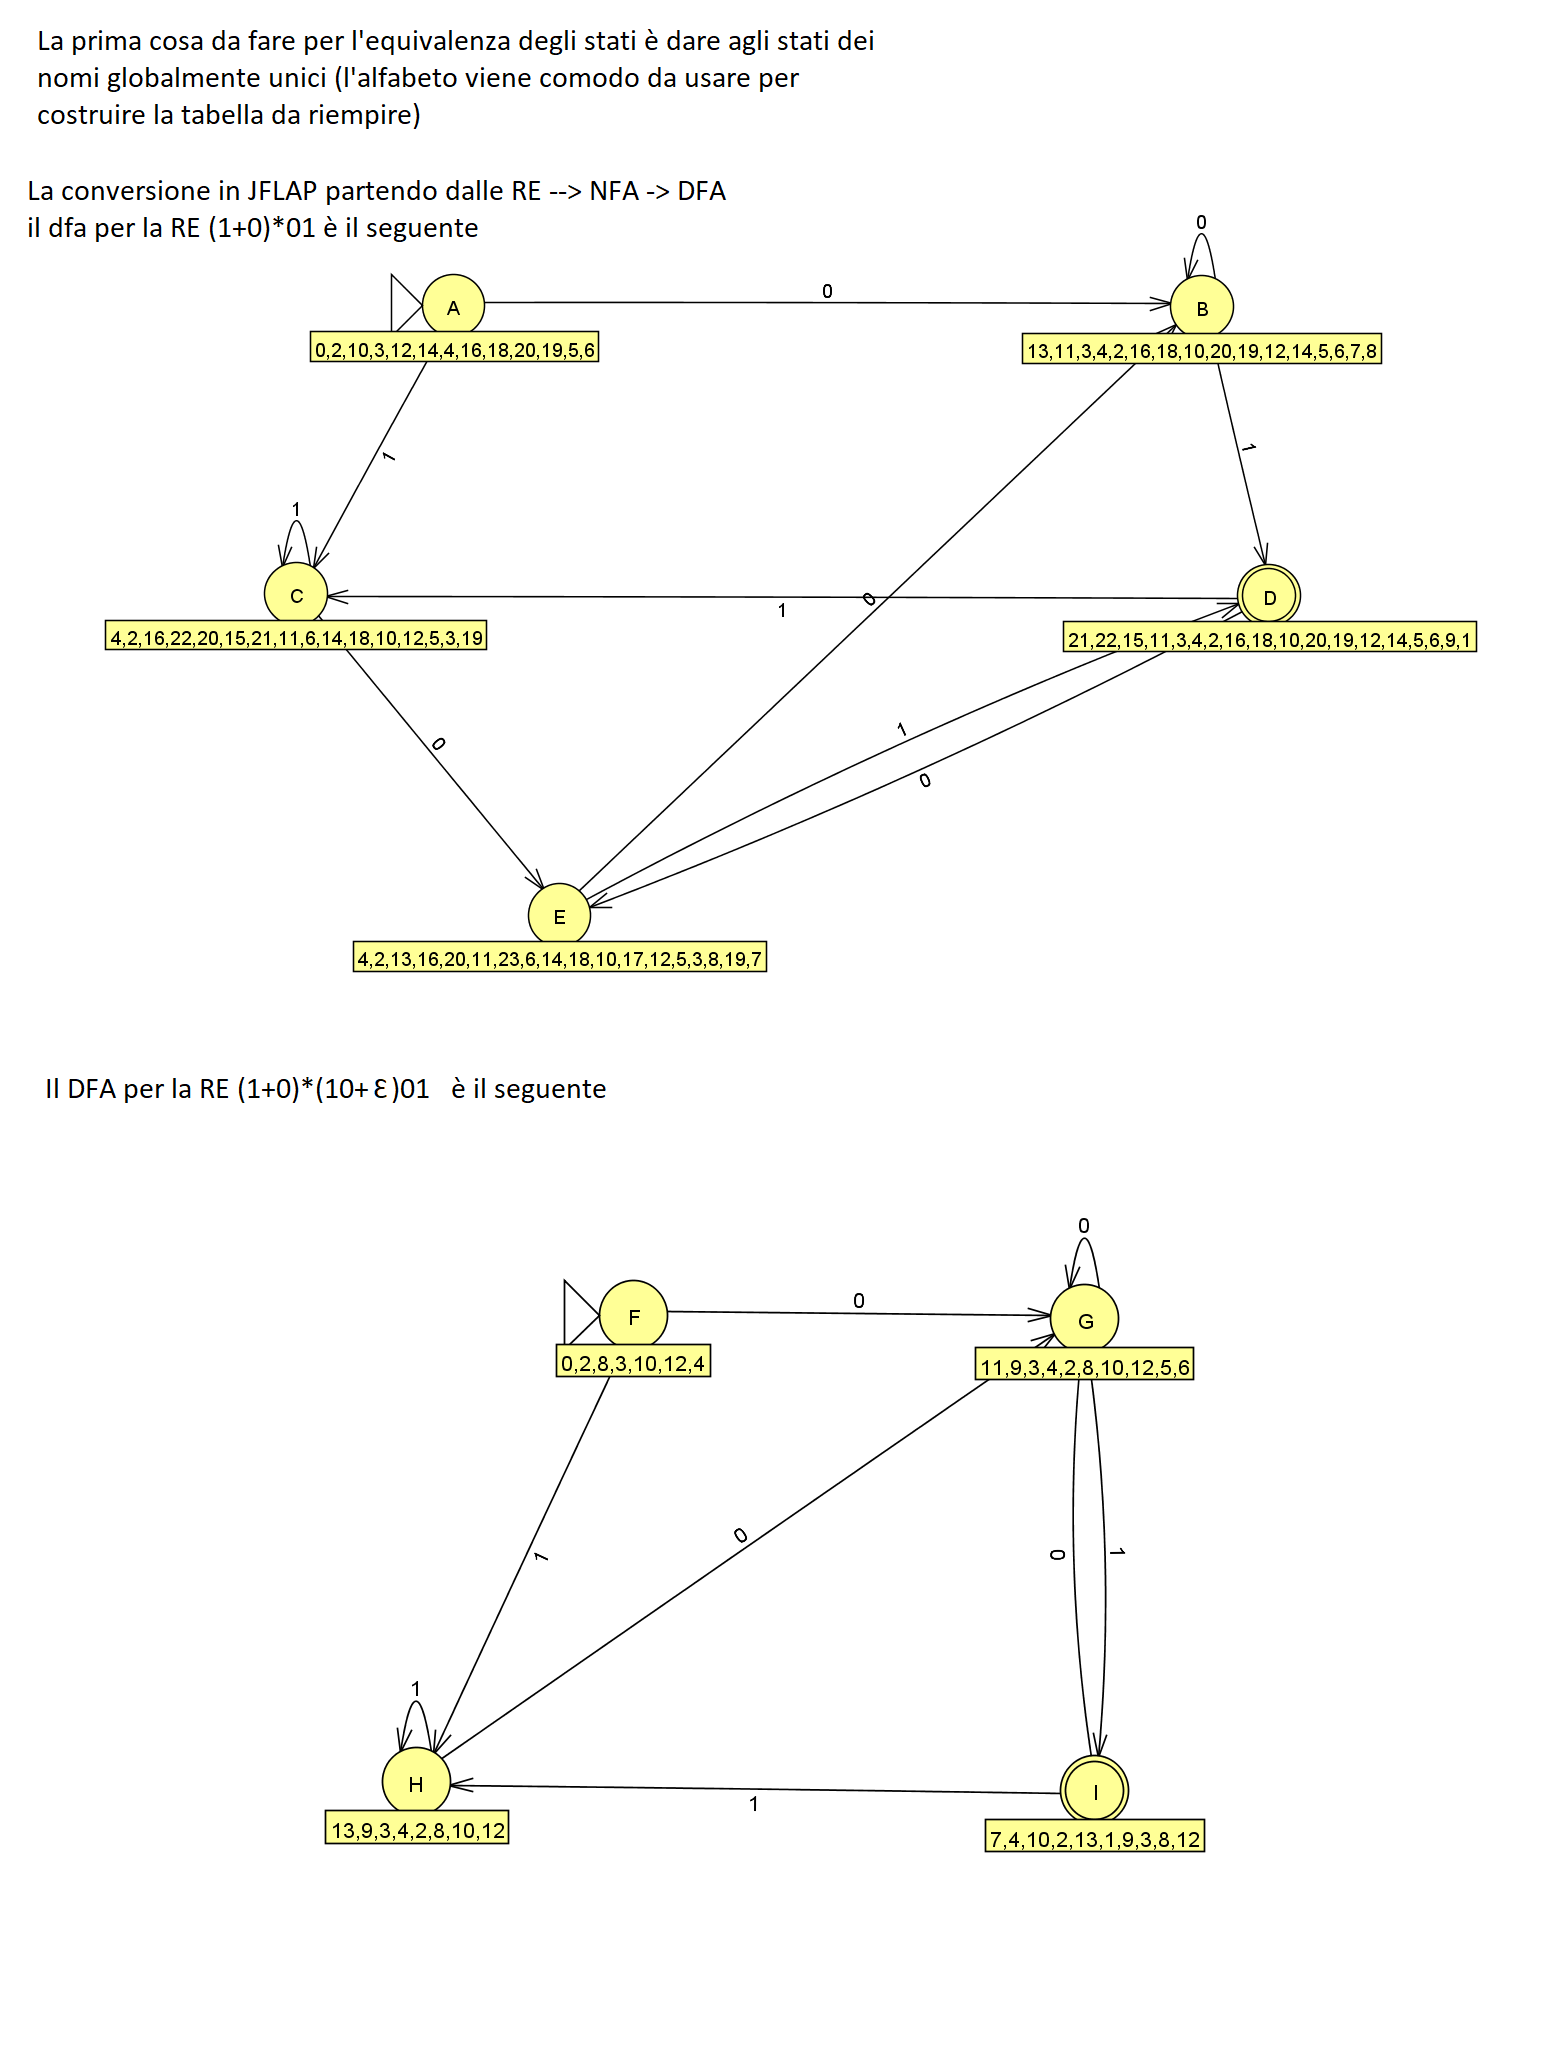 La prima cosa da fare per l'equivalenza degli stati è dare agli stati dei
nomi globalmente unici (l'alfabeto viene comodo da usare per
costruire la tabella da riempire)
La conversione in JFLAP partendo dalle RE --> NFA -> DFA
il dfa per la RE (1+0)*01 è il seguente
0
A
0
B
0,2,10,3,12,14,4,16,18,20,19,5,6
13,11,3,4,2,16,18,10,20,19,12,14,5,6,7,8
1
1
1
C
0
D
1
4,2,16,22,20,15,21,11,6,14,18,10,12,5,3,19
21,22,15,11,3,4,2,16,18,10,20,19,12,14,5,6,9,1
0
1
0
E
4,2,13,16,20,11,23,6,14,18,10,17,12,5,3,8,19,7
Il DFA per la RE (1+0)*(10+ Ɛ)01 è il seguente
0
F
0
G
0,2,8,3,10,12,4
11,9,3,4,2,8,10,12,5,6
1
0
0
1
1
H
1
I
13,9,3,4,2,8,10,12
7,4,10,2,13,1,9,3,8,12